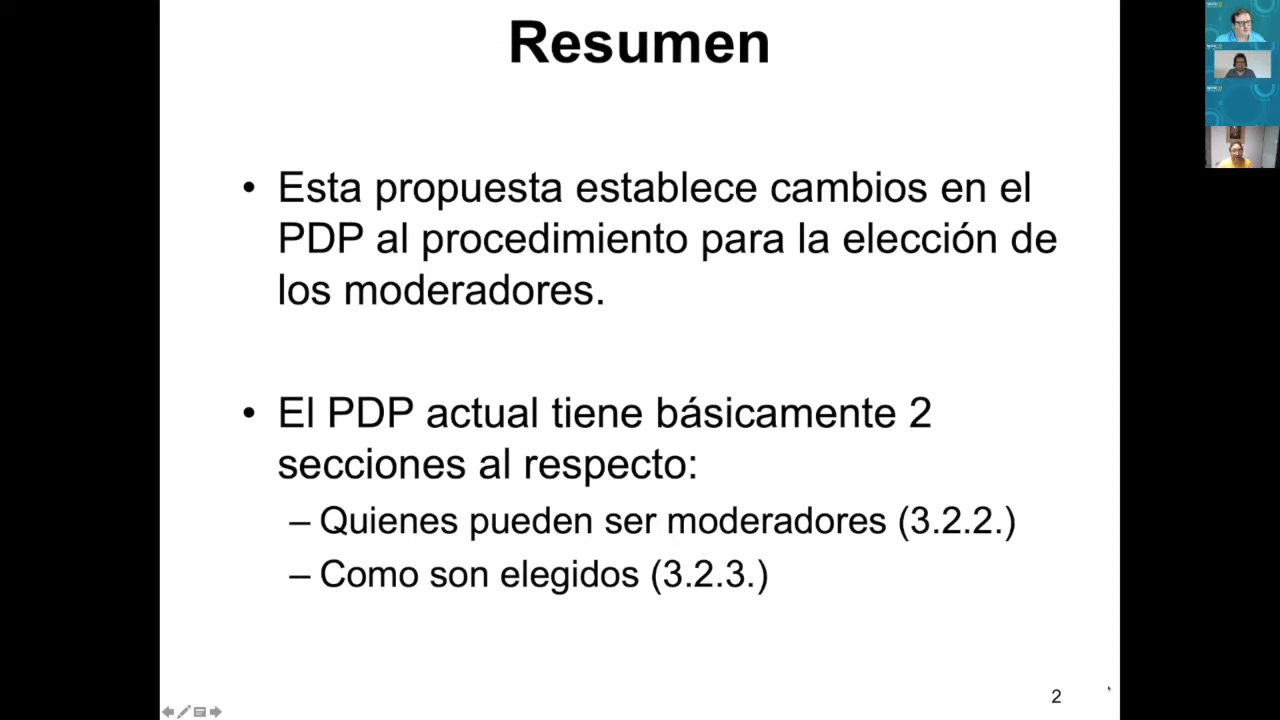 Resumen
• Esta propuesta establece cambios en el
PDP al procedimiento para la elección de
los moderadores.
• El PDP actual tiene básicamente 2
secciones al respecto:
– Quienes pueden ser moderadores (3.2.2.)
– Como son elegidos (3.2.3.)
2